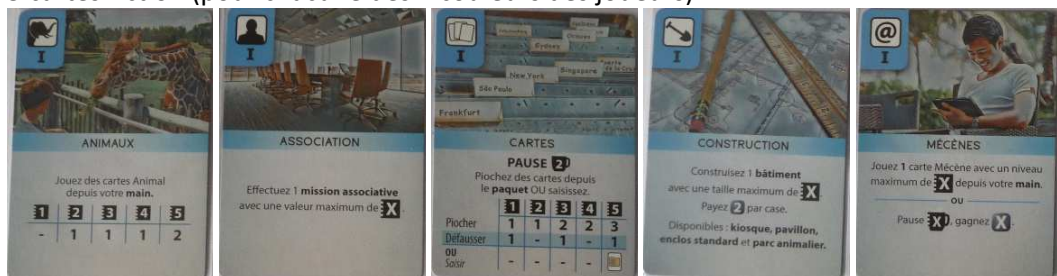 I
ANIMAUX
Jouez des cartes Animal
depuis votre main.
1 2 3 4 5
- 1 1 1 2
I
ASSOCIATION
Effectuez 1 mission associative
avec une valeur maximum de X.
I
Sydney
New York
Singapore
São Paulo
Frankfurt
CARTES
PAUSE 2
Piochez des cartes depuis
le paquet OU saisissez.
1 2 3 4 5
Piocher 1 1 2 2 3
Défausser 1 - 1 - 1
OU
Saisir - - - -
I
CONSTRUCTION
Construisez 1 bâtiment
avec une taille maximum de X.
Payez 2 par case.
Disponibles : kiosque, pavillon,
enclos standard et parc animalier.
@
I
MÉCÈNES
Jouez 1 carte Mécène avec un niveau
maximum de X depuis votre main.
OU
Pause X, gagnez X.